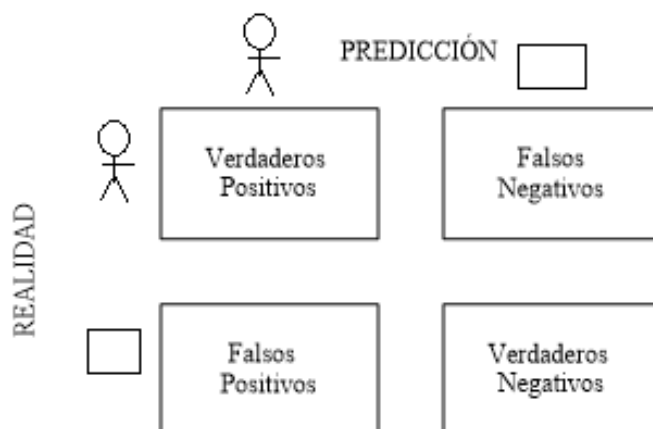 PREDICCIÓN
Verdaderos
Positivos
Falsos
Negativos
REALIDAD
Falsos
Positivos
Verdaderos
Negativos